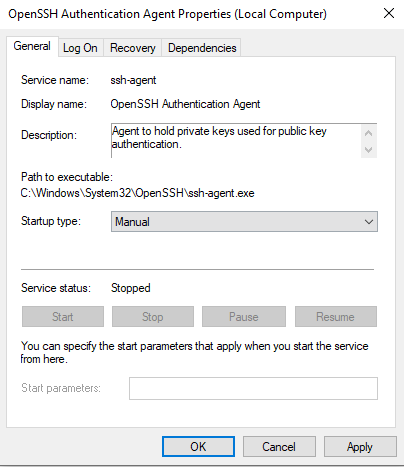 OpenSSH Authentication Agent Properties (Local Computer)
General Log On Recovery Dependencies
Service name: ssh-agent
Display name: OpenSSH Authentication Agent
Description: Agent to hold private keys used for public key
authentication.
Path to executable:
C:\Windows\System32\OpenSSH\ssh-agent.exe
Startup type: Manual
Service status: Stopped
Start Stop Pause Resume
You can specify the start parameters that apply when you start the service
from here.
Start parameters:
OK Cancel Apply